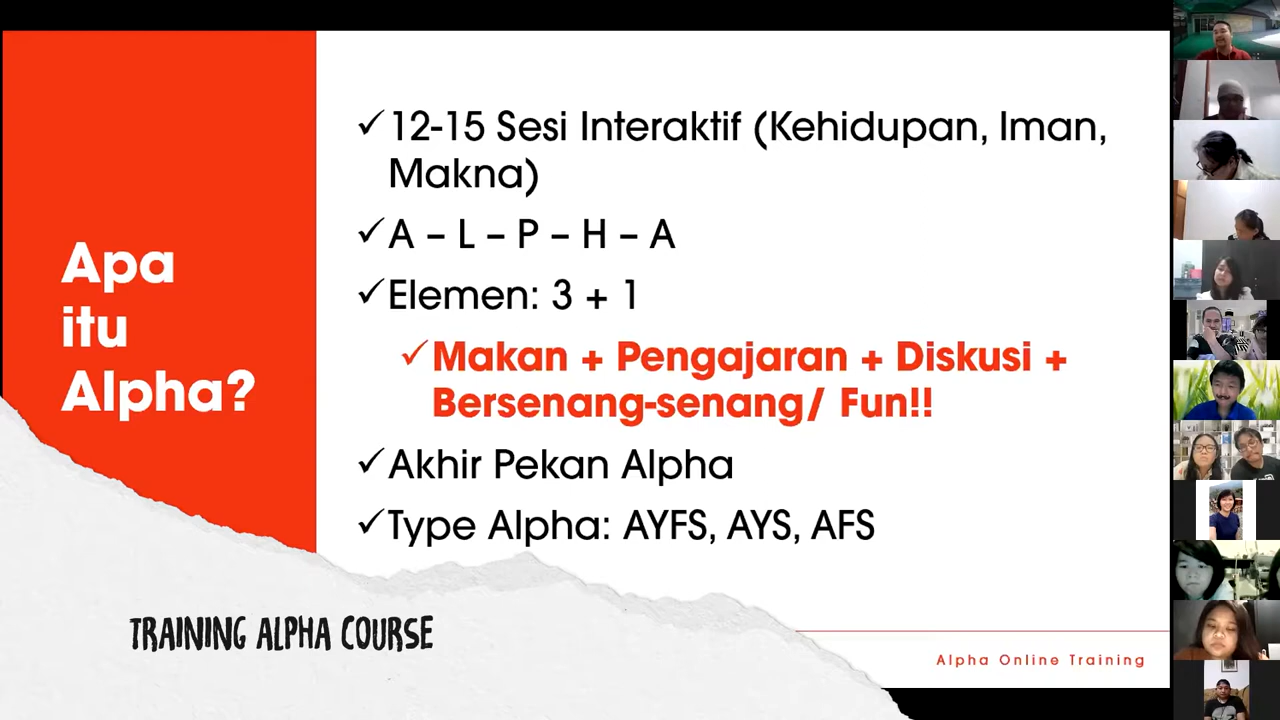 Apa
itu
Alpha?
✓12-15 Sesi Interaktif (Kehidupan, Iman,
Makna)
✓A – L – P – H – A
✓Elemen: 3 + 1
✓Makan + Pengajaran + Diskusi +
Bersenang-senang/ Fun!!
✓Akhir Pekan Alpha
✓Type Alpha: AYFS, AYS, AFS
TRAINING ALPHA COURSE
Alpha Online Training